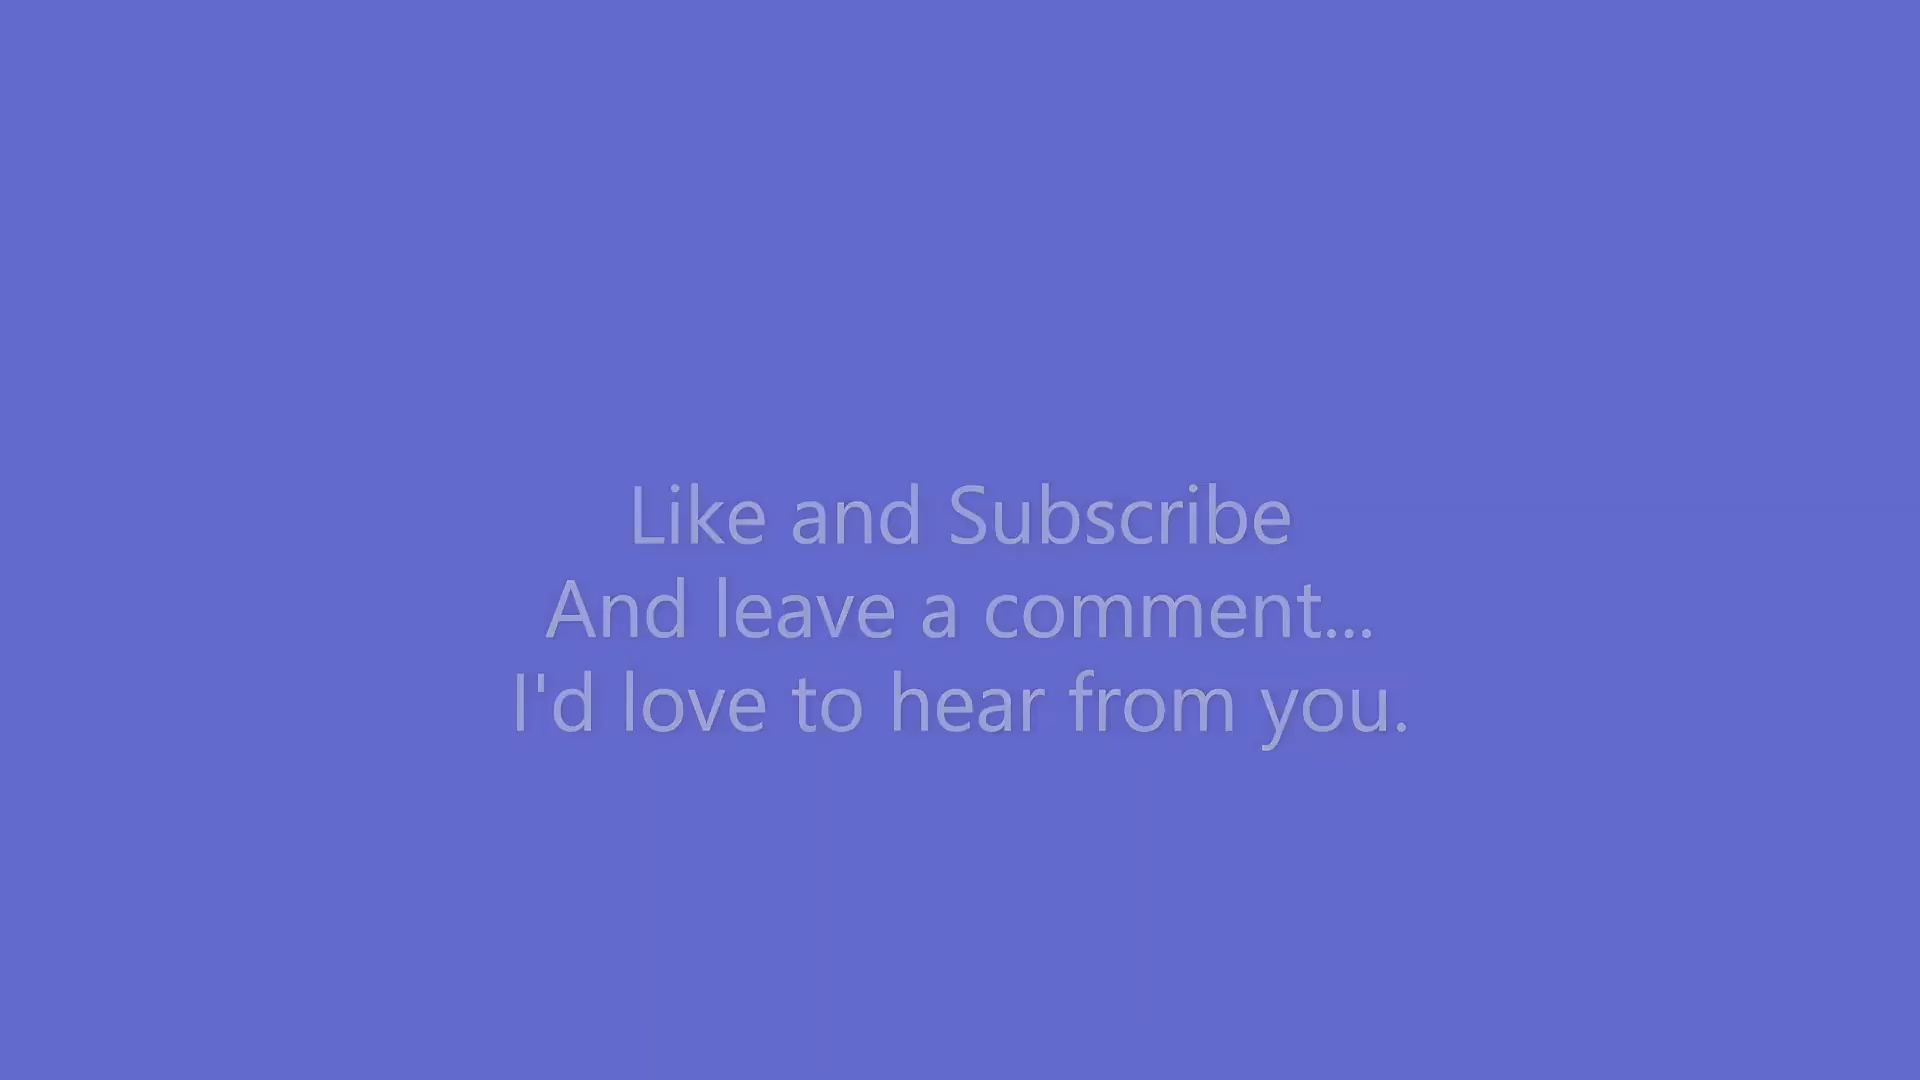 Like and Subscribe
And leave a comment...
I'd love to hear from you.